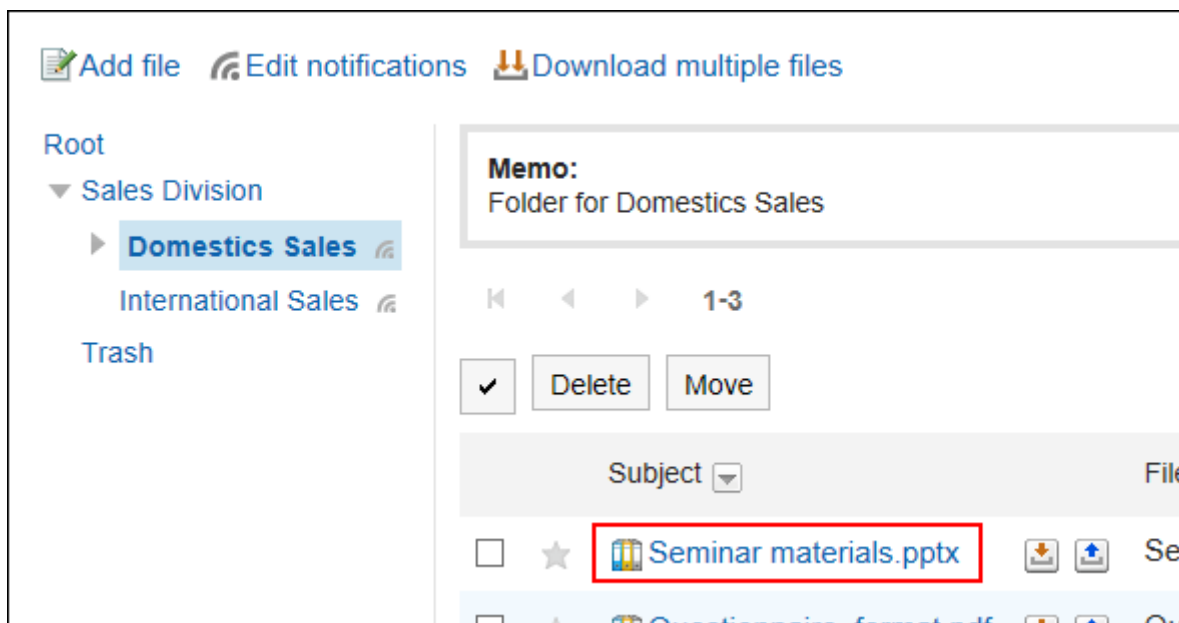 Add file Edit notifications Download multiple files
Root
Sales Division
Domestics Sales
International Sales
Trash
Memo:
Folder for Domestics Sales
1-3
Delete Move
Subject
Seminar materials.pptx